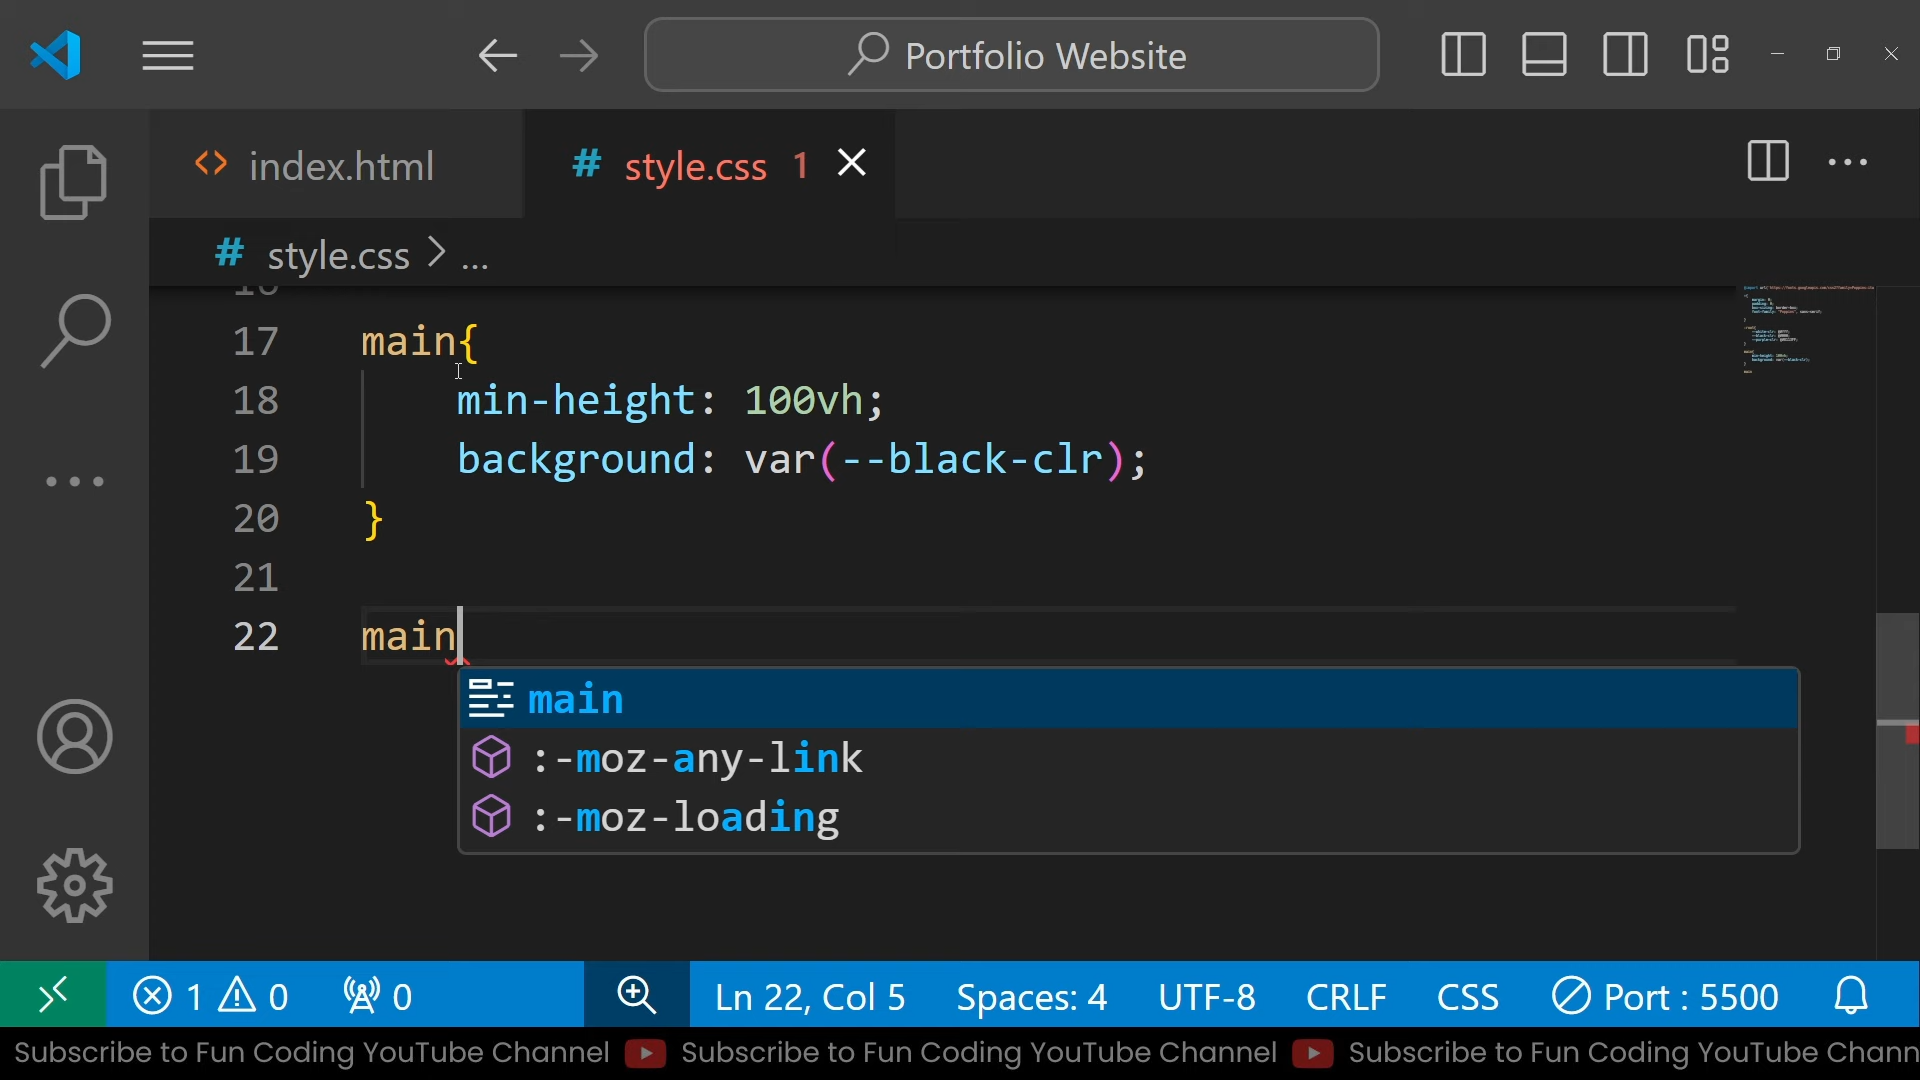 Portfolio Website
index.html
# style.css 1
# style.css > ...
16
17 main{
18 min-height: 100vh;
19 background: var(--black-clr);
20 }
21
22 main
main
:-moz-any-link
:-moz-loading
1 0 0 Ln 22, Col 5 Spaces: 4 UTF-8 CRLF CSS Port : 5500
Subscribe to Fun Coding YouTube Channel Subscribe to Fun Coding YouTube Channel Subscribe to Fun Coding YouTube Chann